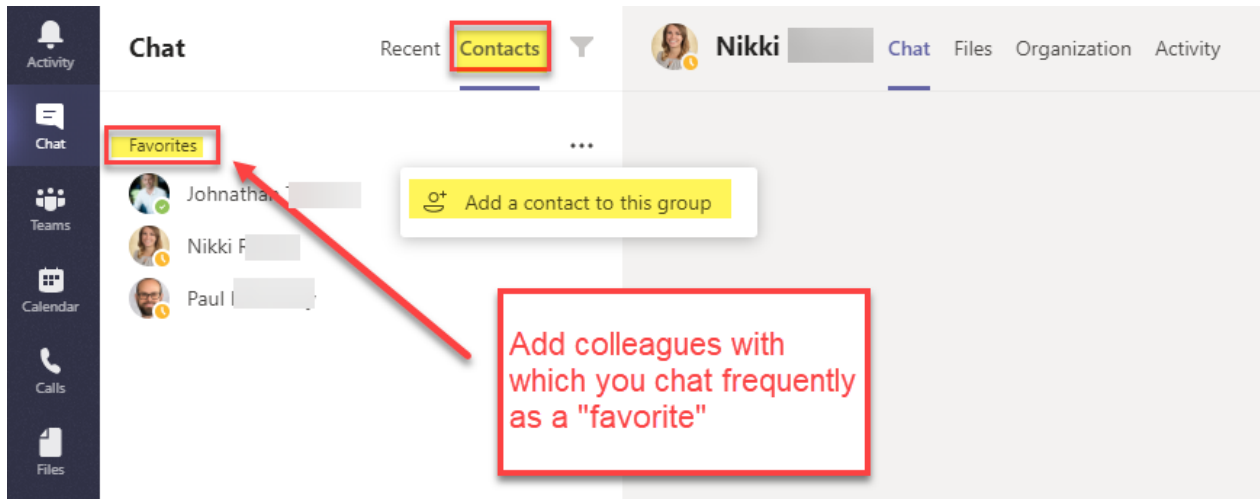 Activity
Chat
Teams
Calendar
Calls
Files
Chat Recent Contacts
Favorites
Johnathan
Nikki
Paul
Add a contact to this group
Nikki Chat Files Organization Activity
Add colleagues with
which you chat frequently
as a "favorite"